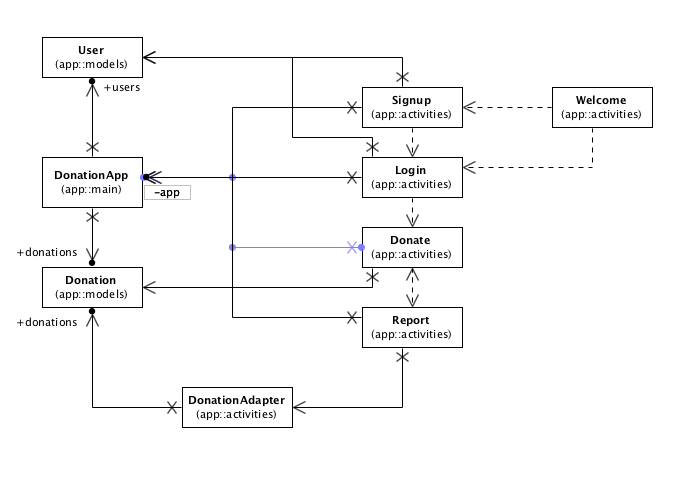 User
(app::models)
+users
Signup
(app::activities)
Welcome
(app::activities)
DonationApp
(app::main)
-app
Login
(app::activities)
Donate
(app::activities)
+donations
Donation
(app::models)
+donations
Report
(app::activities)
DonationAdapter
(app::activities)